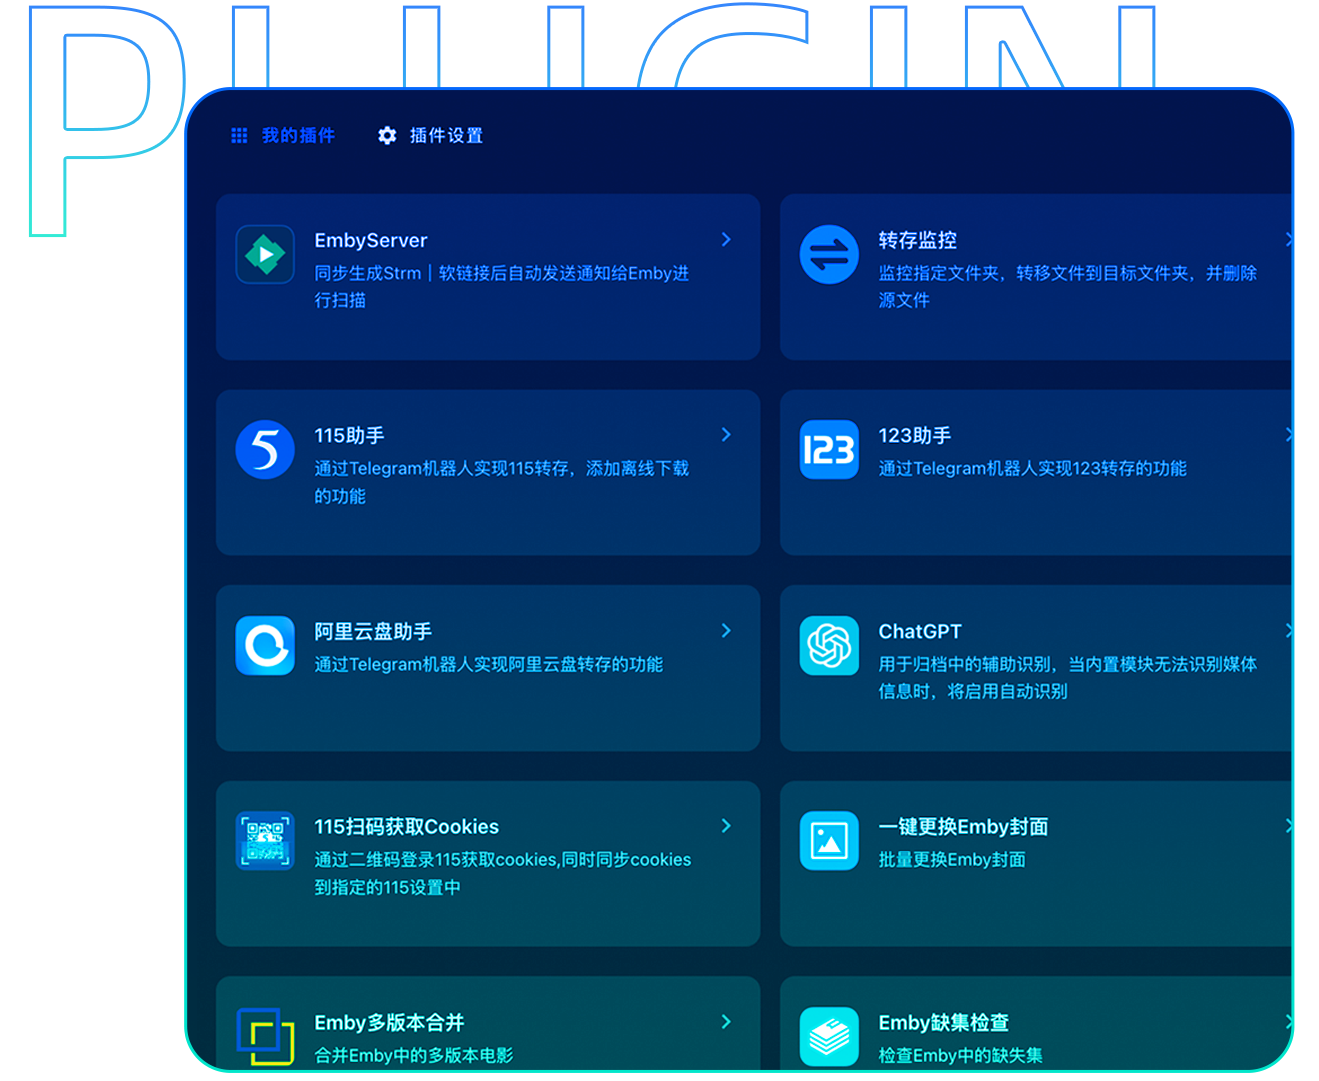 PLUGIN
我的插件 插件设置
EmbyServer
同步生成Strm｜软链接后自动发送通知给Emby进
行扫描
转存监控
监控指定文件夹，转移文件到目标文件夹，并删除
源文件
5
115助手
通过Telegram机器人实现115转存，添加离线下载
的功能
123
123助手
通过Telegram机器人实现123转存的功能
阿里云盘助手
通过Telegram机器人实现阿里云盘转存的功能
ChatGPT
用于归档中的辅助识别，当内置模块无法识别媒体
信息时，将启用自动识别
115扫码获取Cookies
通过二维码登录115获取cookies,同时同步cookies
到指定的115设置中
一键更换Emby封面
批量更换Emby封面
Emby多版本合并
合并Emby中的多版本电影
Emby缺集检查
检查Emby中的缺失集